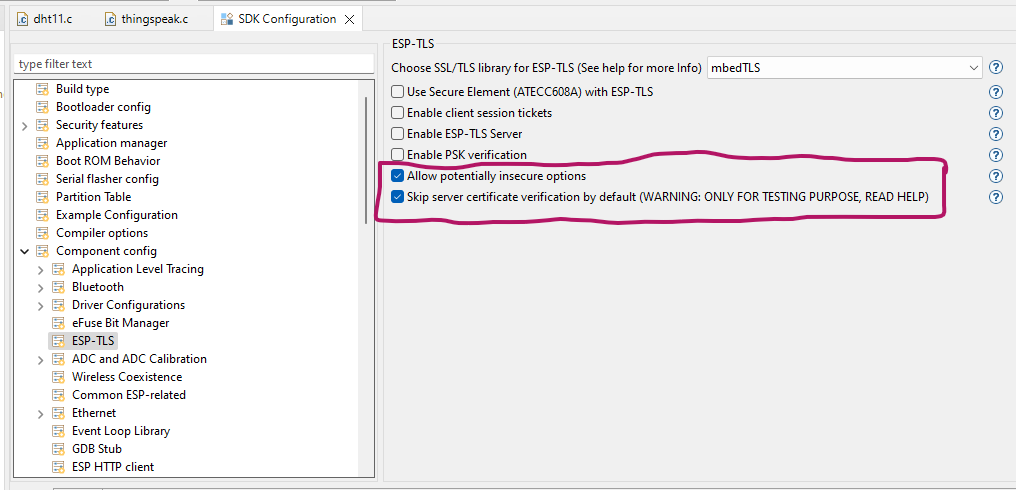 dht11.c thingspeak.c SDK Configuration
type filter text
Build type
Bootloader config
Security features
Application manager
Boot ROM Behavior
Serial flasher config
Partition Table
Example Configuration
Compiler options
Component config
Application Level Tracing
Bluetooth
Driver Configurations
eFuse Bit Manager
ESP-TLS
ADC and ADC Calibration
Wireless Coexistence
Common ESP-related
Ethernet
Event Loop Library
GDB Stub
ESP HTTP client
ESP-TLS
Choose SSL/TLS library for ESP-TLS (See help for more Info) mbedTLS
Use Secure Element (ATECC608A) with ESP-TLS
Enable client session tickets
Enable ESP-TLS Server
Enable PSK verification
Allow potentially insecure options
Skip server certificate verification by default (WARNING: ONLY FOR TESTING PURPOSE, READ HELP)